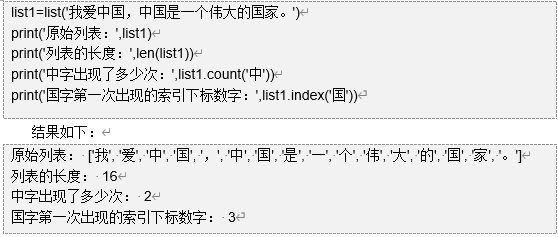 list1=list('我爱中国，中国是一个伟大的国家。')
print('原始列表：',list1)
print('列表的长度：',len(list1))
print('中字出现了多少次：',list1.count('中'))
print('国字第一次出现的索引下标数字：',list1.index('国'))
结果如下：
原始列表： ['我', '爱', '中', '国', '，', '中', '国', '是', '一', '个', '伟', '大', '的', '国', '家', '。']
列表的长度： 16
中字出现了多少次： 2
国字第一次出现的索引下标数字： 3